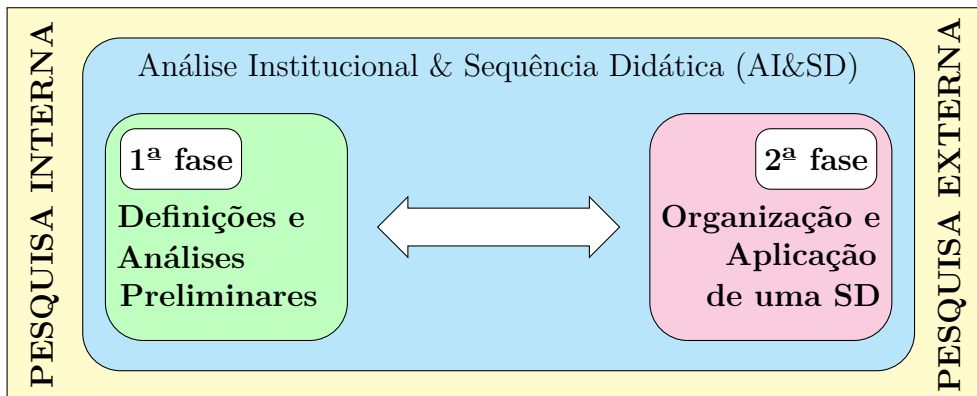 PESQUISA INTERNA
Análise Institucional & Sequência Didática (AI&SD)
1ª fase
Definições e
Análises
Preliminares
2ª fase
Organização e
Aplicação
de uma SD
PESQUISA EXTERNA